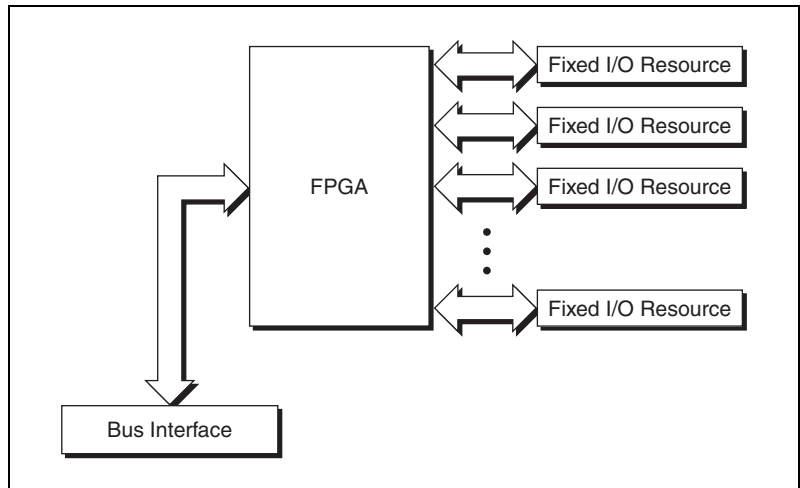 Fixed I/O Resource
Fixed I/O Resource
FPGA
Fixed I/O Resource
Fixed I/O Resource
Bus Interface